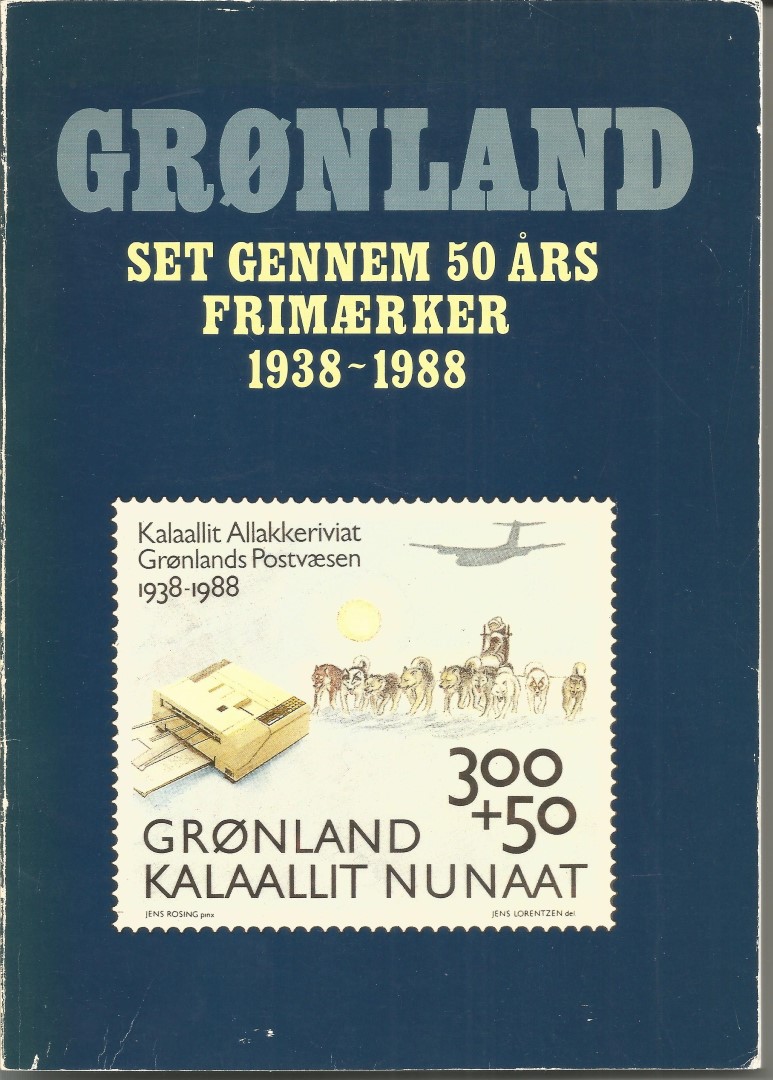 GRØNLAND
SET GENNEM 50 ÅRS
FRIMÆRKER
1938~1988
Kalaallit Allakkeriviat
Grønlands Postvæsen
1938-1988
300
+50
GRØNLAND
KALAALLIT NUNAAT
JENS ROSING pinx
JENS LORENTZEN del.